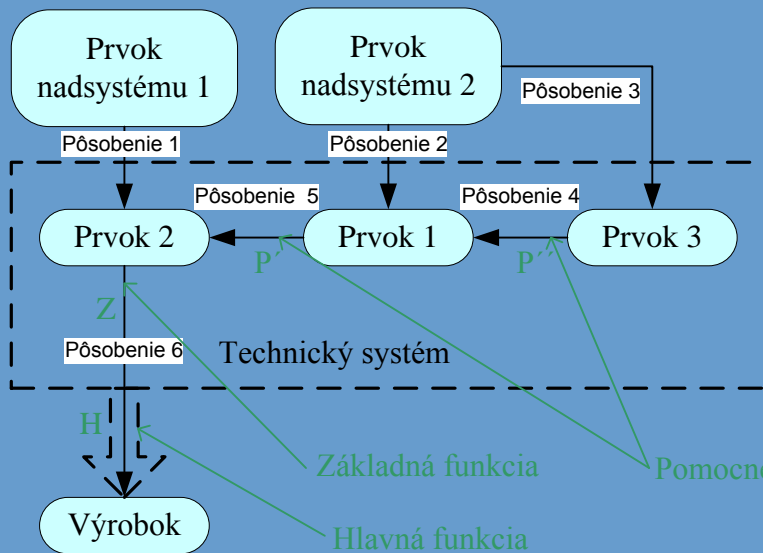 Prvok
nadsystému 1
Prvok
nadsystému 2
Pôsobenie 3
Pôsobenie 1
Pôsobenie 2
Pôsobenie 5
Pôsobenie 4
Prvok 2
Prvok 1
Prvok 3
P´
P´´
Z
Pôsobenie 6
Technický systém
H
Základná funkcia
Pomocné
Hlavná funkcia
Výrobok